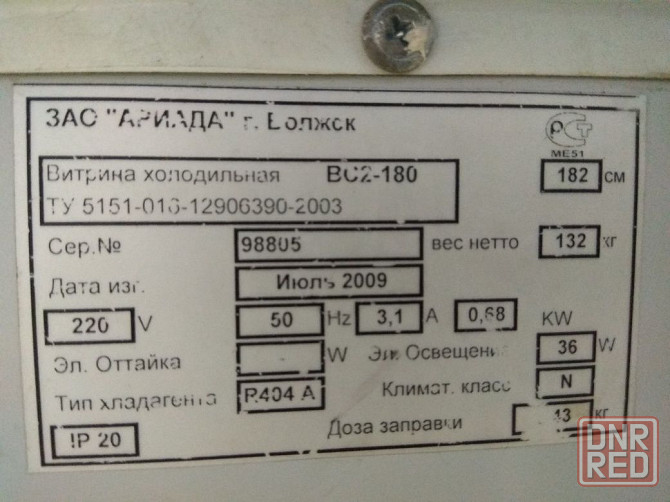 ЗАО "АРИАДА" г. Волжск
РСТ
МЕ51
Витрина холодильная ВС2-180 182 см
ТУ 5151-016-12906390-2003
Сер.№ 98805 вес нетто 132 кг
Дата изг. Июль 2009
220 V 50 Hz 3,1 A 0,68 KW
Эл. Оттайка - W Эл. Освещение 36 W
Тип хладагента R404 A Климат. класс N
IP 20 Доза заправки кг
DNR
RED